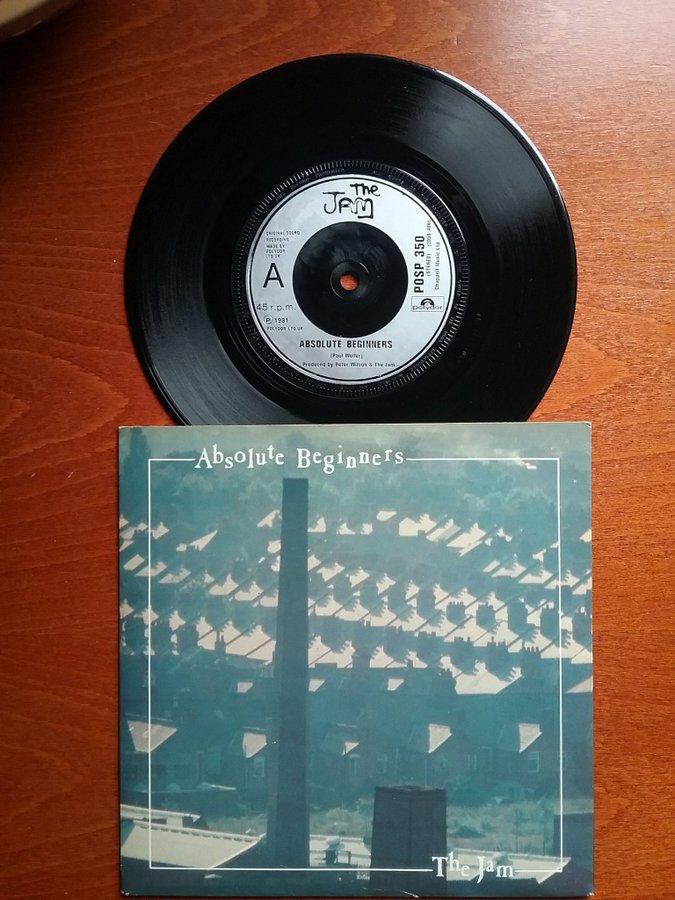 The
JAM
ORIGINAL SOUND
RECORDING
MADE BY
POLYDOR
LTD. UK
A
45 r.p.m.
℗ 1981
POLYDOR LTD. UK
POSP 350
(STEREO)
Chappell Music Ltd
polydor
ABSOLUTE BEGINNERS
(Paul Weller)
Produced by Peter Wilson & The Jam
Absolute Beginners
The Jam